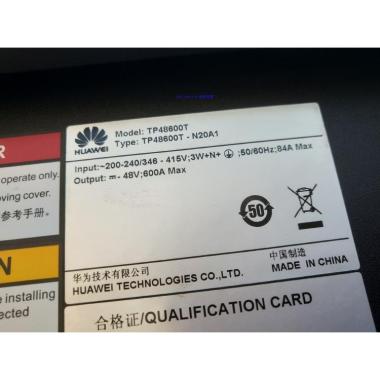 HUAWEI
Model: TP48600T
Type: TP48600T - N20A1
Input:~200-240/346 - 415V;3W+N+ ;50/60Hz;84A Max
Output: - 48V;600A Max
R
operate only.
oving cover.
参考手册。
50
N
e installing
ected
华为技术有限公司
HUAWEI TECHNOLOGIES CO.,LTD.
中国制造
MADE IN CHINA
合格证/QUALIFICATION CARD